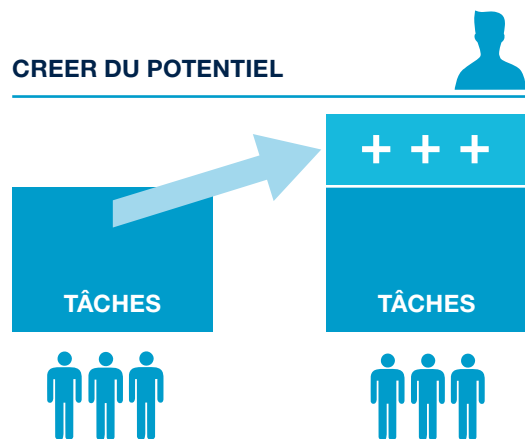 CREER DU POTENTIEL
+ + +
TÂCHES
TÂCHES